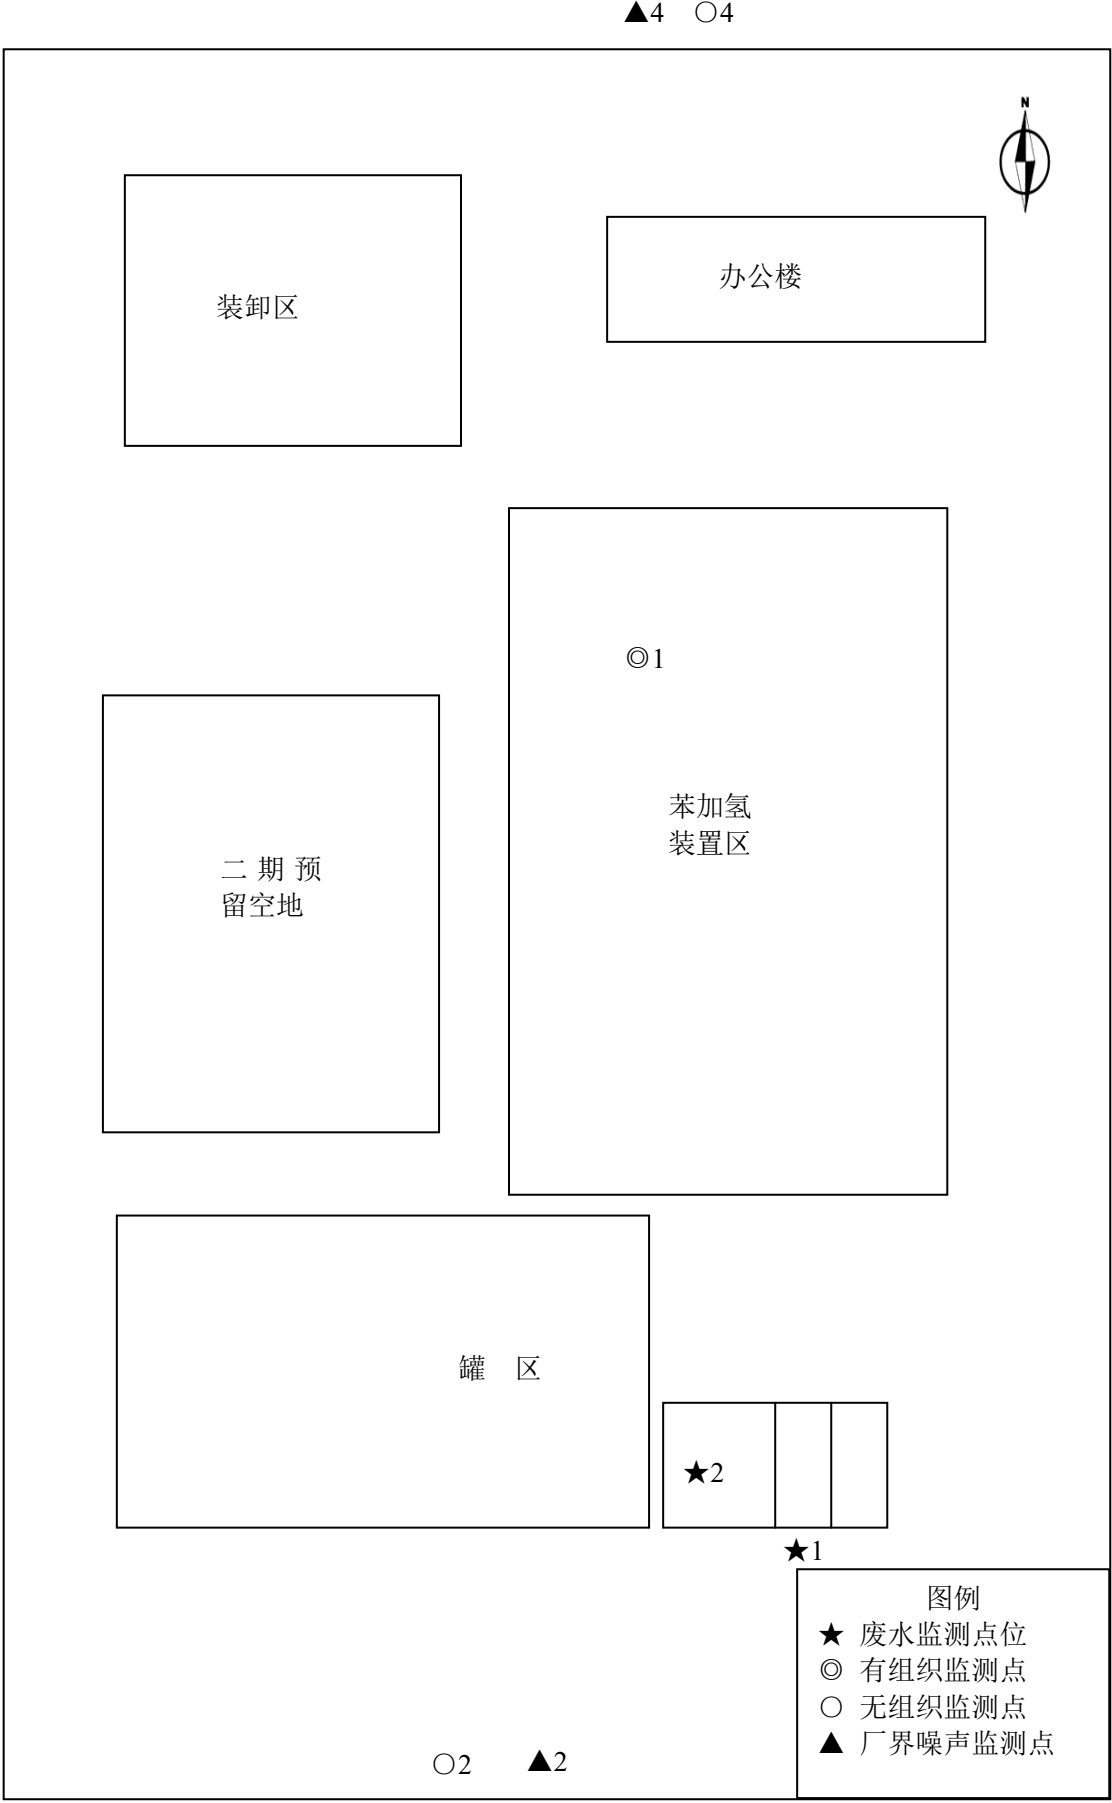 ▲4 ○4
N
办公楼
装卸区
◎1
苯加氢
装置区
二 期 预
留空地
罐 区
★2
★1
图例
★ 废水监测点位
◎ 有组织监测点
○ 无组织监测点
▲ 厂界噪声监测点
○2 ▲2